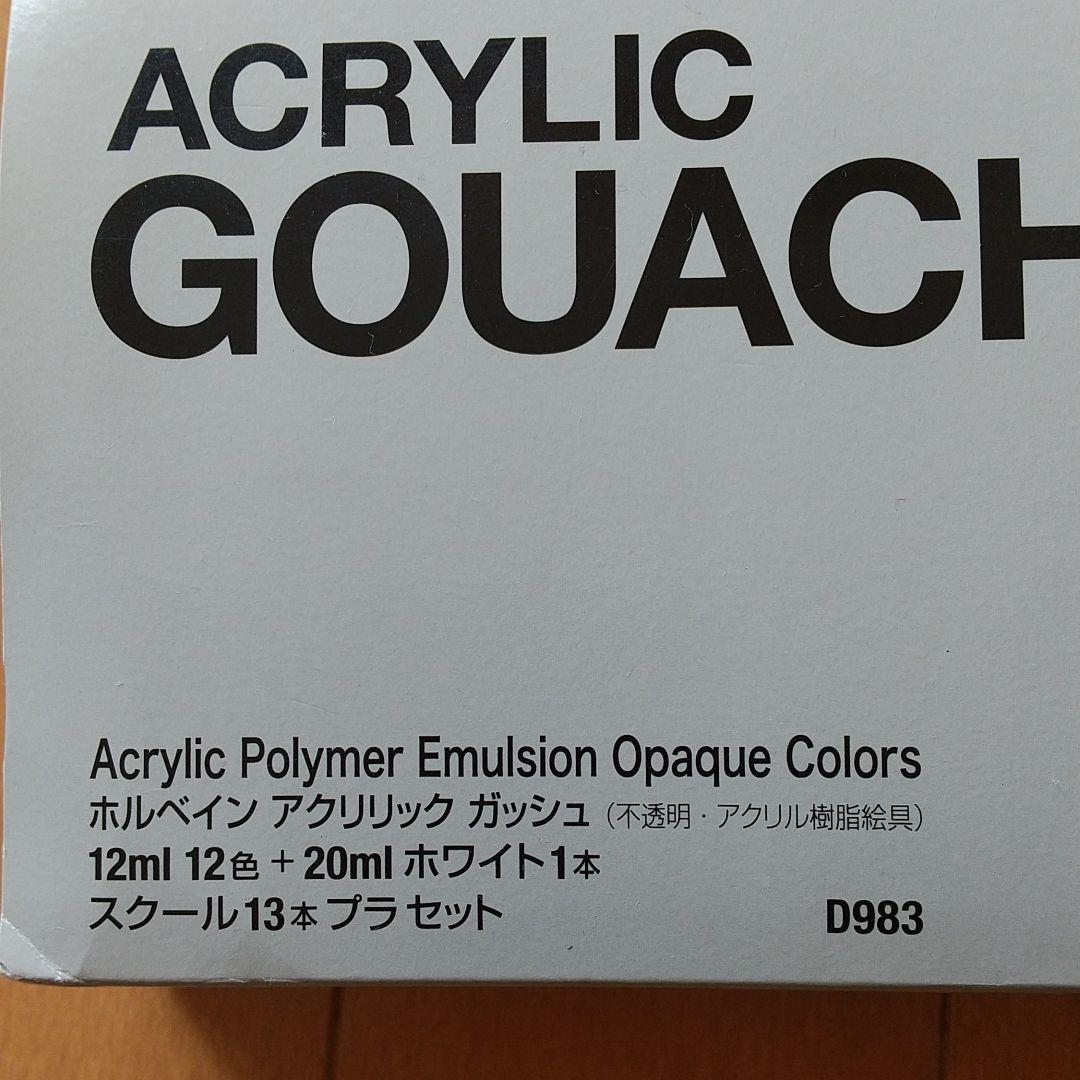 ACRYLIC
GOUACH
Acrylic Polymer Emulsion Opaque Colors
ホルベイン アクリリック ガッシュ（不透明・アクリル樹脂絵具）
12ml 12色＋20ml ホワイト1本
スクール13本プラセット
D983